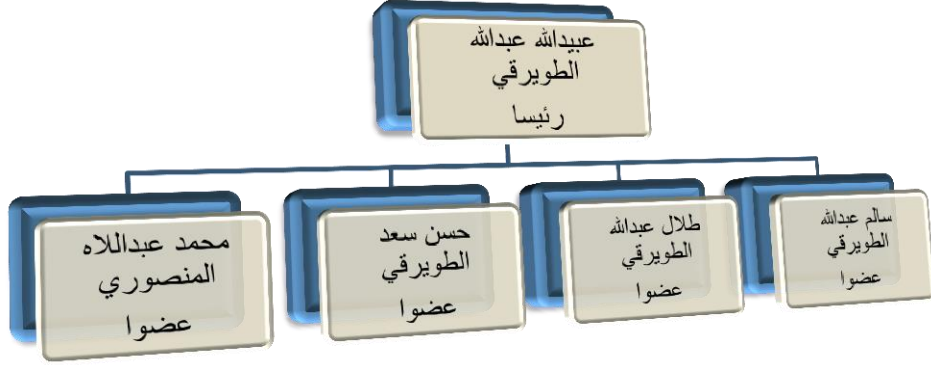 عبيدالله عبدالله
الطويرقي
رئيسا
سالم عبدالله
الطويرقي
عضوا
طلال عبدالله
الطويرقي
عضوا
حسن سعد
الطويرقي
عضوا
محمد عبداللاه
المنصوري
عضوا